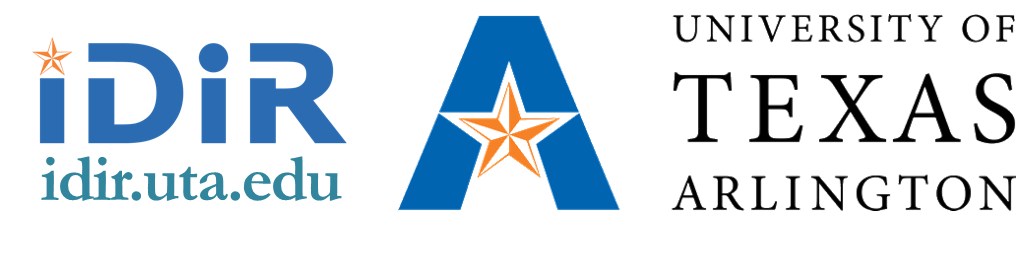 iDiR
idir.uta.edu
A
UNIVERSITY OF
TEXAS
ARLINGTON